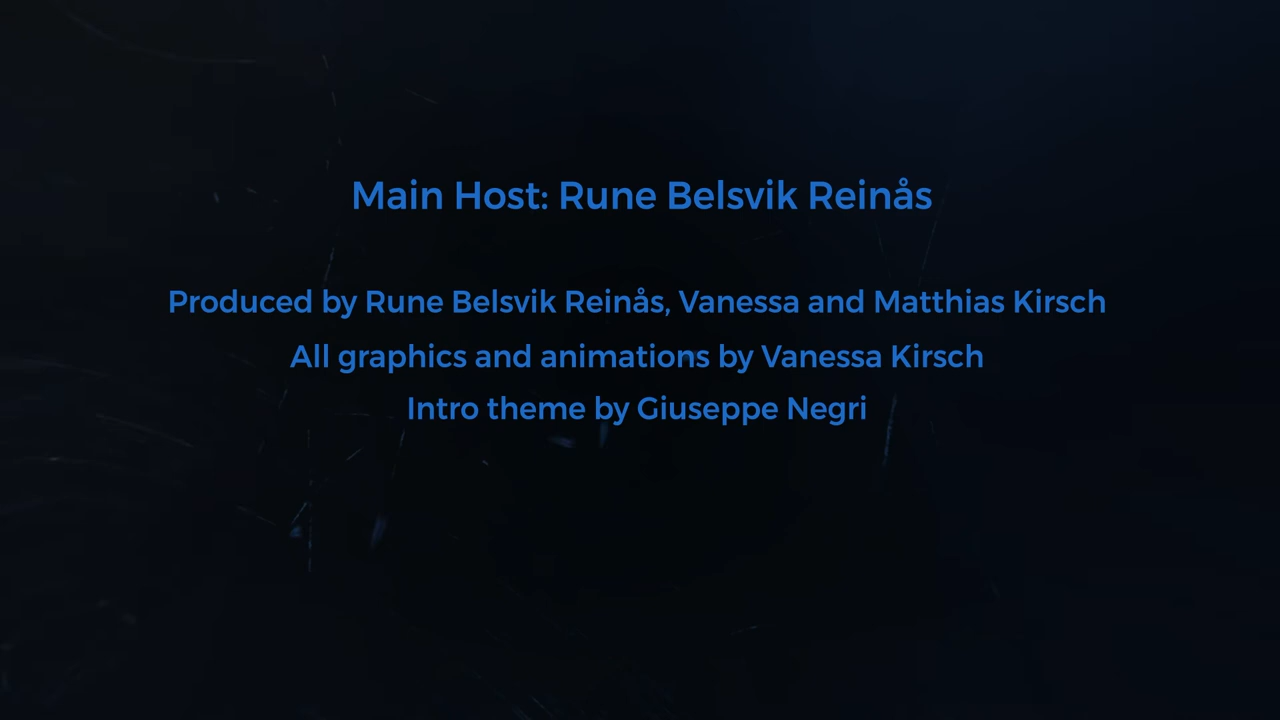 Main Host: Rune Belsvik Reinås
Produced by Rune Belsvik Reinås, Vanessa and Matthias Kirsch
All graphics and animations by Vanessa Kirsch
Intro theme by Giuseppe Negri